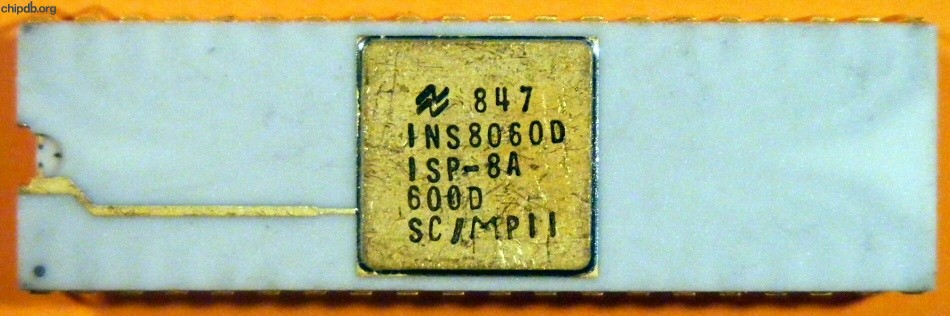 chipdb.org
847
INS8060D
ISP-8A
600D
SC/MPII